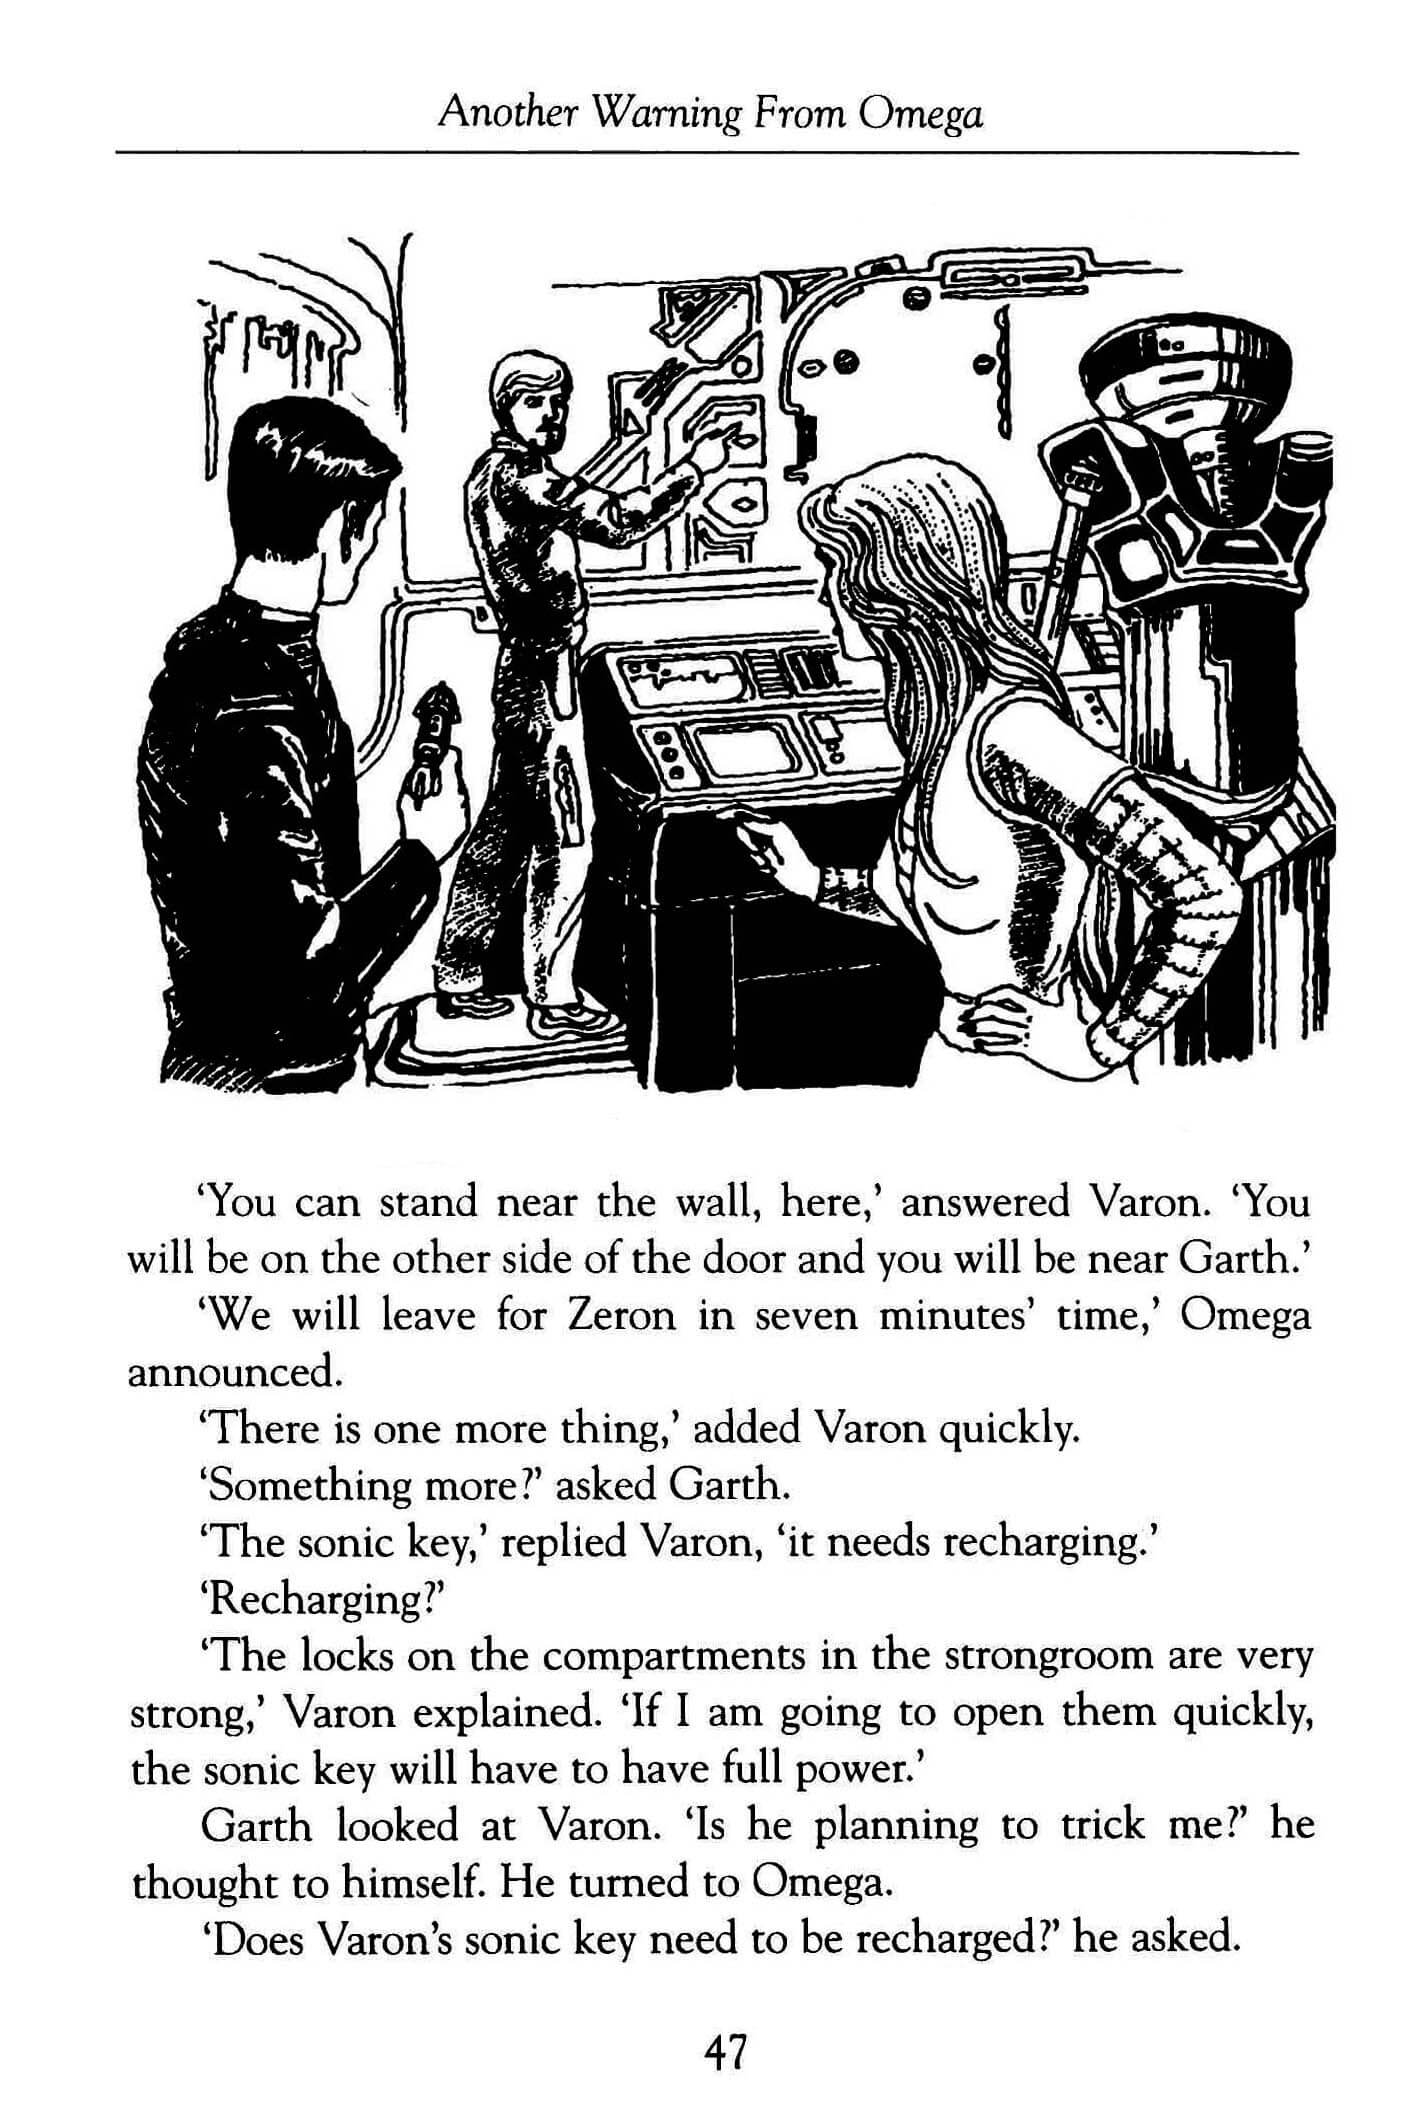 Another Warning From Omega
‘You can stand near the wall, here,’ answered Varon. ‘You
will be on the other side of the door and you will be near Garth.’
‘We will leave for Zeron in seven minutes’ time,’ Omega
announced.
‘There is one more thing,’ added Varon quickly.
‘Something more?’ asked Garth.
‘The sonic key,’ replied Varon, ‘it needs recharging.’
‘Recharging?’
‘The locks on the compartments in the strongroom are very
strong,’ Varon explained. ‘If I am going to open them quickly,
the sonic key will have to have full power.’
Garth looked at Varon. ‘Is he planning to trick me?’ he
thought to himself. He turned to Omega.
‘Does Varon’s sonic key need to be recharged?’ he asked.
47